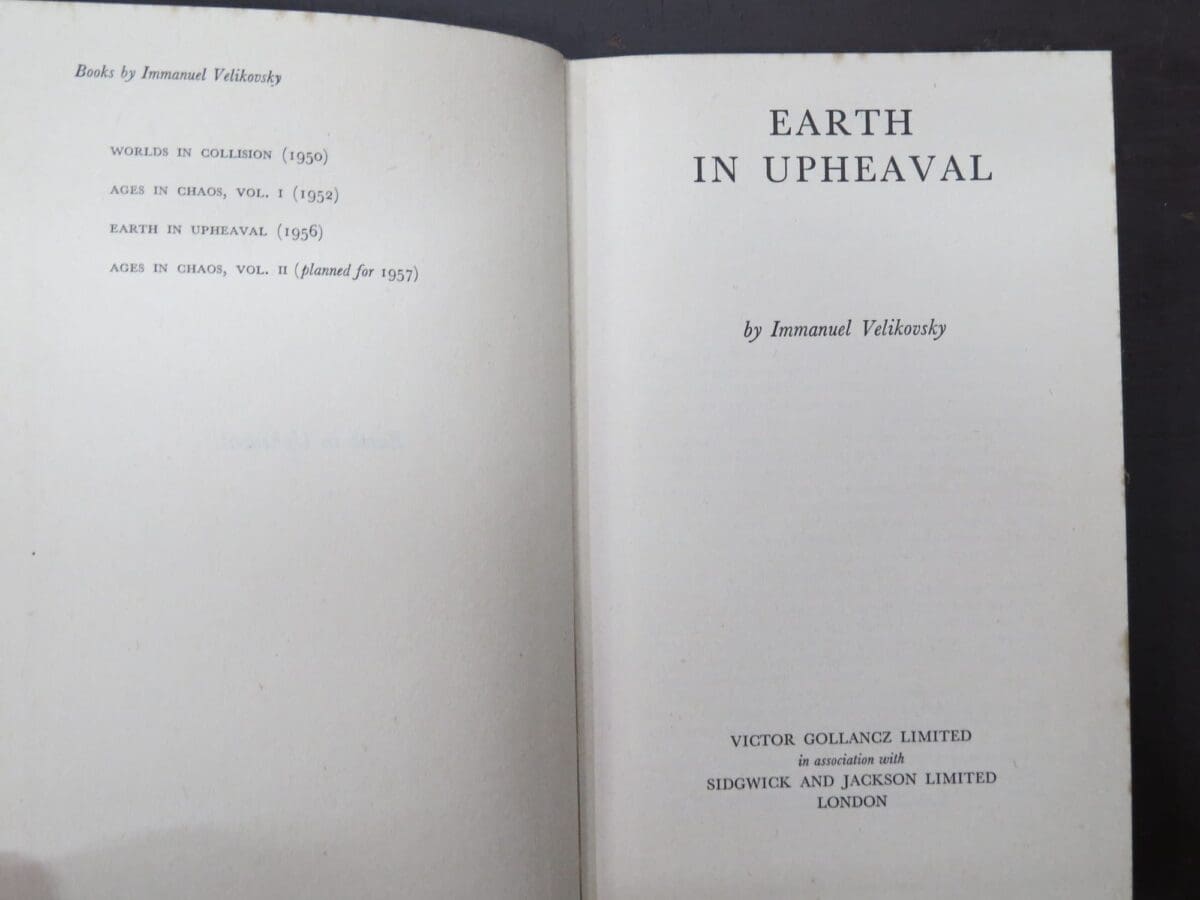 Books by Immanuel Velikovsky
WORLDS IN COLLISION (1950)
AGES IN CHAOS, VOL. I (1952)
EARTH IN UPHEAVAL (1956)
AGES IN CHAOS, VOL. II (planned for 1957)
EARTH
IN UPHEAVAL
by Immanuel Velikovsky
VICTOR GOLLANCZ LIMITED
in association with
SIDGWICK AND JACKSON LIMITED
LONDON